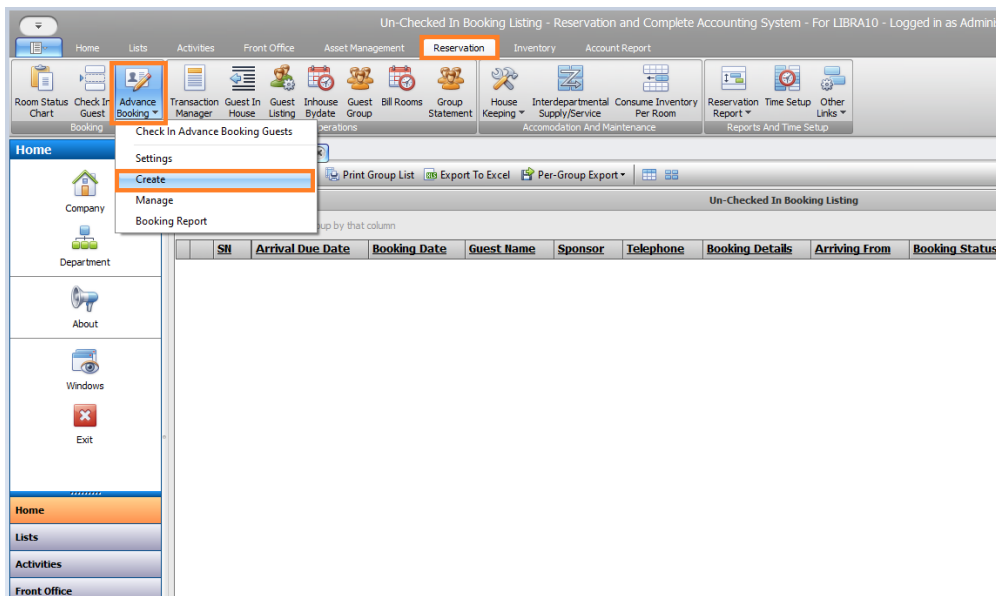 Un-Checked In Booking Listing - Reservation and Complete Accounting System - For LIBRA10 - Logged in as Admini
Home Lists Activities Front Office Asset Management Reservation Inventory Account Report
Room Status Chart
Check In Guest
Advance Booking
Transaction Manager
Guest In House
Guest Listing
Inhouse Bydate
Guest Group
Bill Rooms
Group Statement
House Keeping
Interdepartmental Supply/Service
Consume Inventory Per Room
Reservation Report
Time Setup
Other Links
Booking
perations
Accomodation And Maintenance
Reports And Time Setup
Check In Advance Booking Guests
Settings
Create
Manage
Booking Report
Home
Company
Department
About
Windows
Exit
Home
Lists
Activities
Front Office
Print Group List Export To Excel Per-Group Export
Un-Checked In Booking Listing
oup by that column
SN Arrival Due Date Booking Date Guest Name Sponsor Telephone Booking Details Arriving From Booking Status